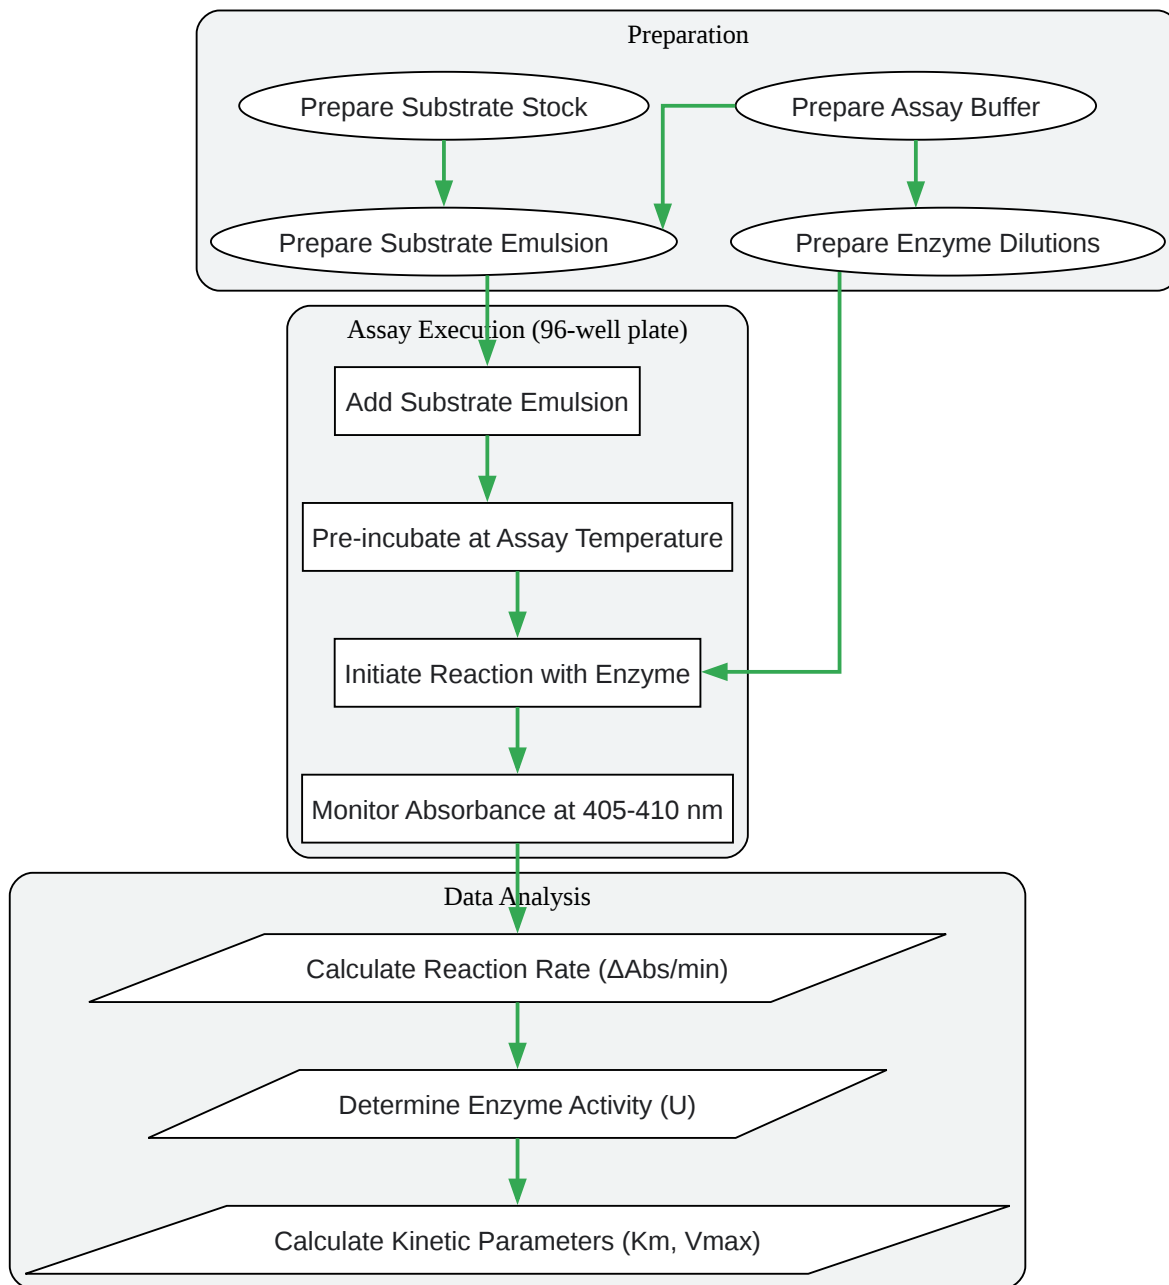 Preparation
Prepare Substrate Stock
Prepare Assay Buffer
Prepare Substrate Emulsion
Prepare Enzyme Dilutions
Assay Execution (96-well plate)
Add Substrate Emulsion
Pre-incubate at Assay Temperature
Initiate Reaction with Enzyme
Monitor Absorbance at 405-410 nm
Data Analysis
Calculate Reaction Rate (ΔAbs/min)
Determine Enzyme Activity (U)
Calculate Kinetic Parameters (Km, Vmax)